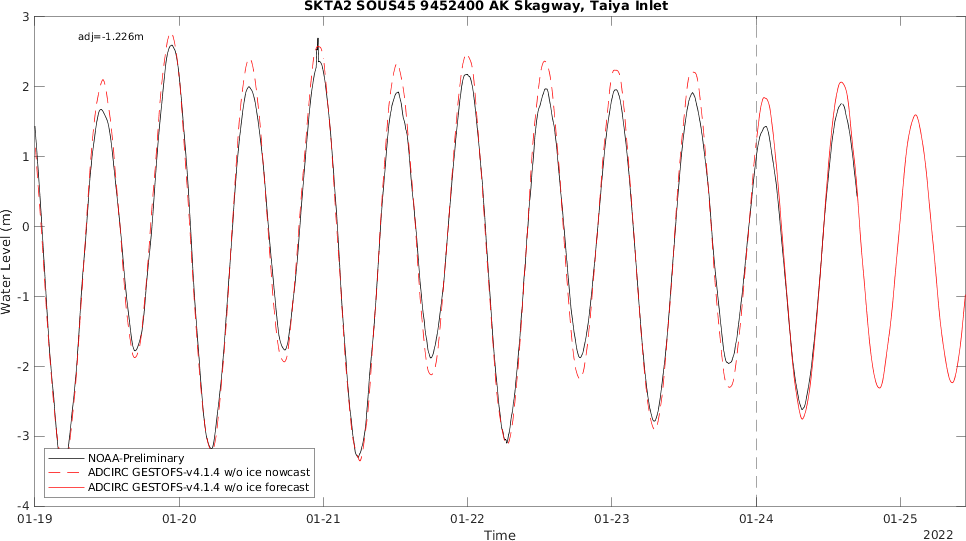 SKTA2 SOUS45 9452400 AK Skagway, Taiya Inlet
adj=-1.226m
3
2
1
0
-1
-2
-3
-4
Water Level (m)
NOAA-Preliminary
ADCIRC GESTOFS-v4.1.4 w/o ice nowcast
ADCIRC GESTOFS-v4.1.4 w/o ice forecast
01-19 01-20 01-21 01-22 01-23 01-24 01-25
Time
2022